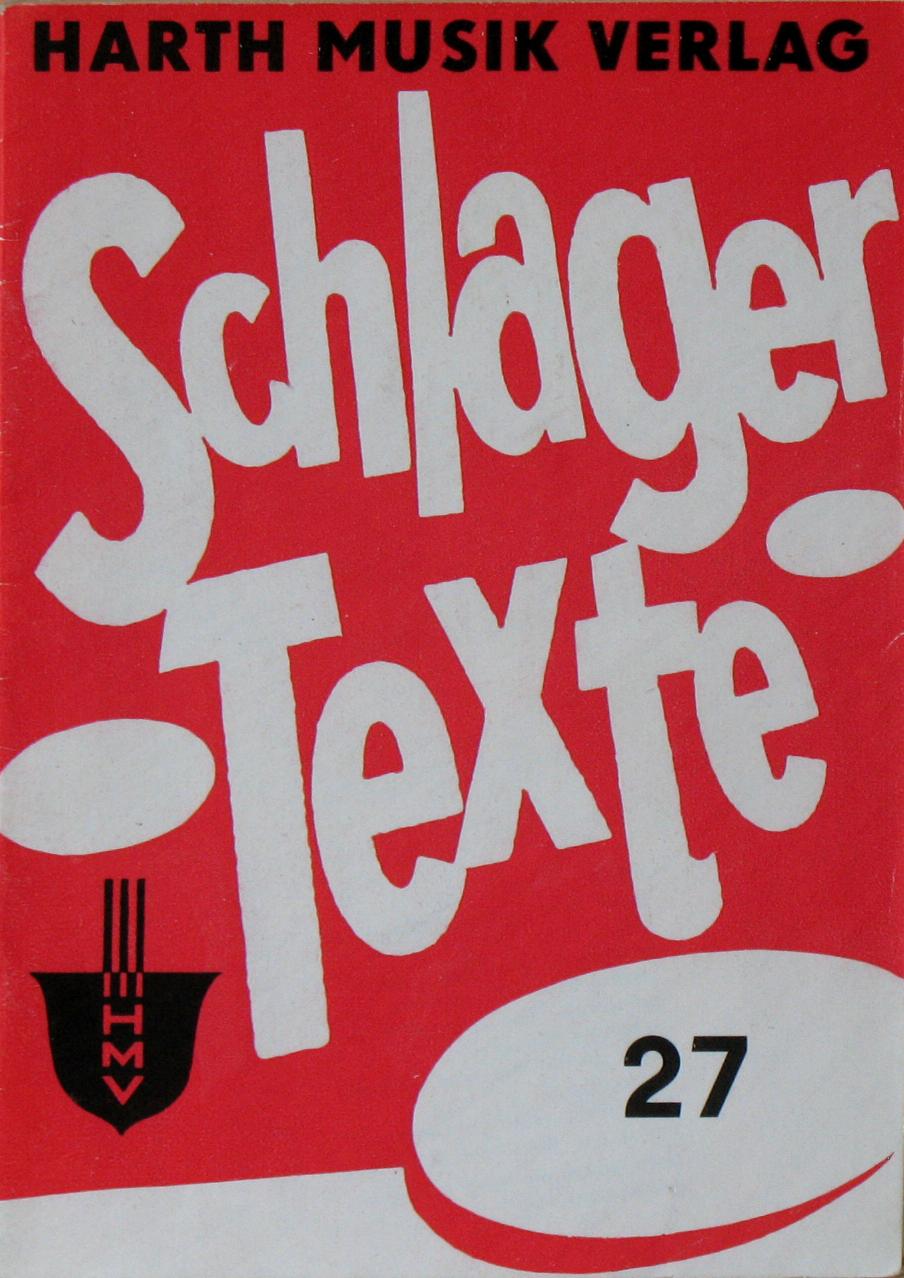 HARTH MUSIK VERLAG
Schlager
Texte
HMV
27